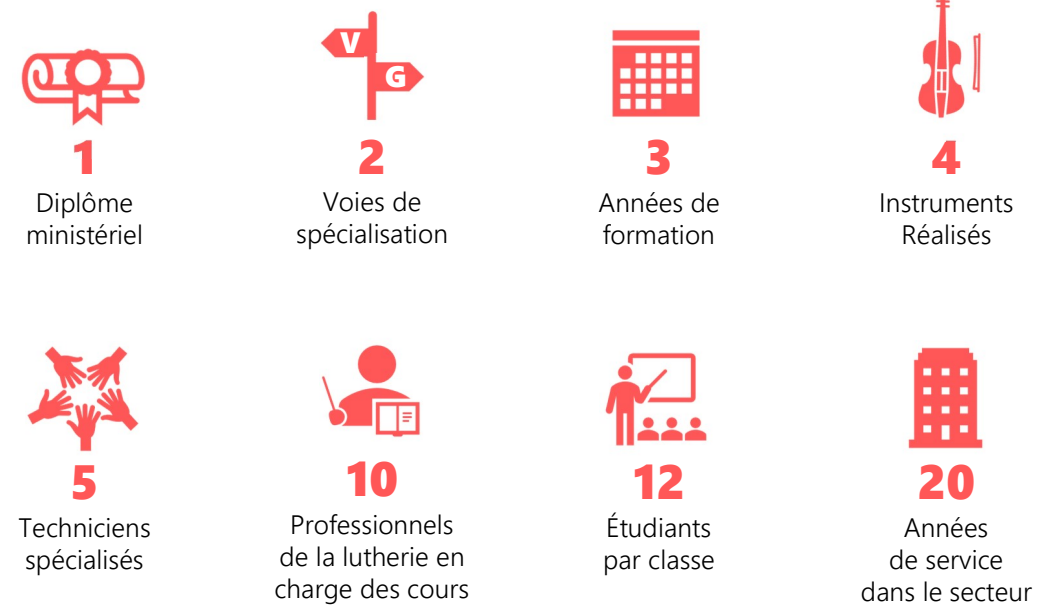 V
G
1
Diplôme
ministériel
2
Voies de
spécialisation
3
Années de
formation
4
Instruments
Réalisés
5
Techniciens
spécialisés
10
Professionnels
de la lutherie en
charge des cours
12
Étudiants
par classe
20
Années
de service
dans le secteur